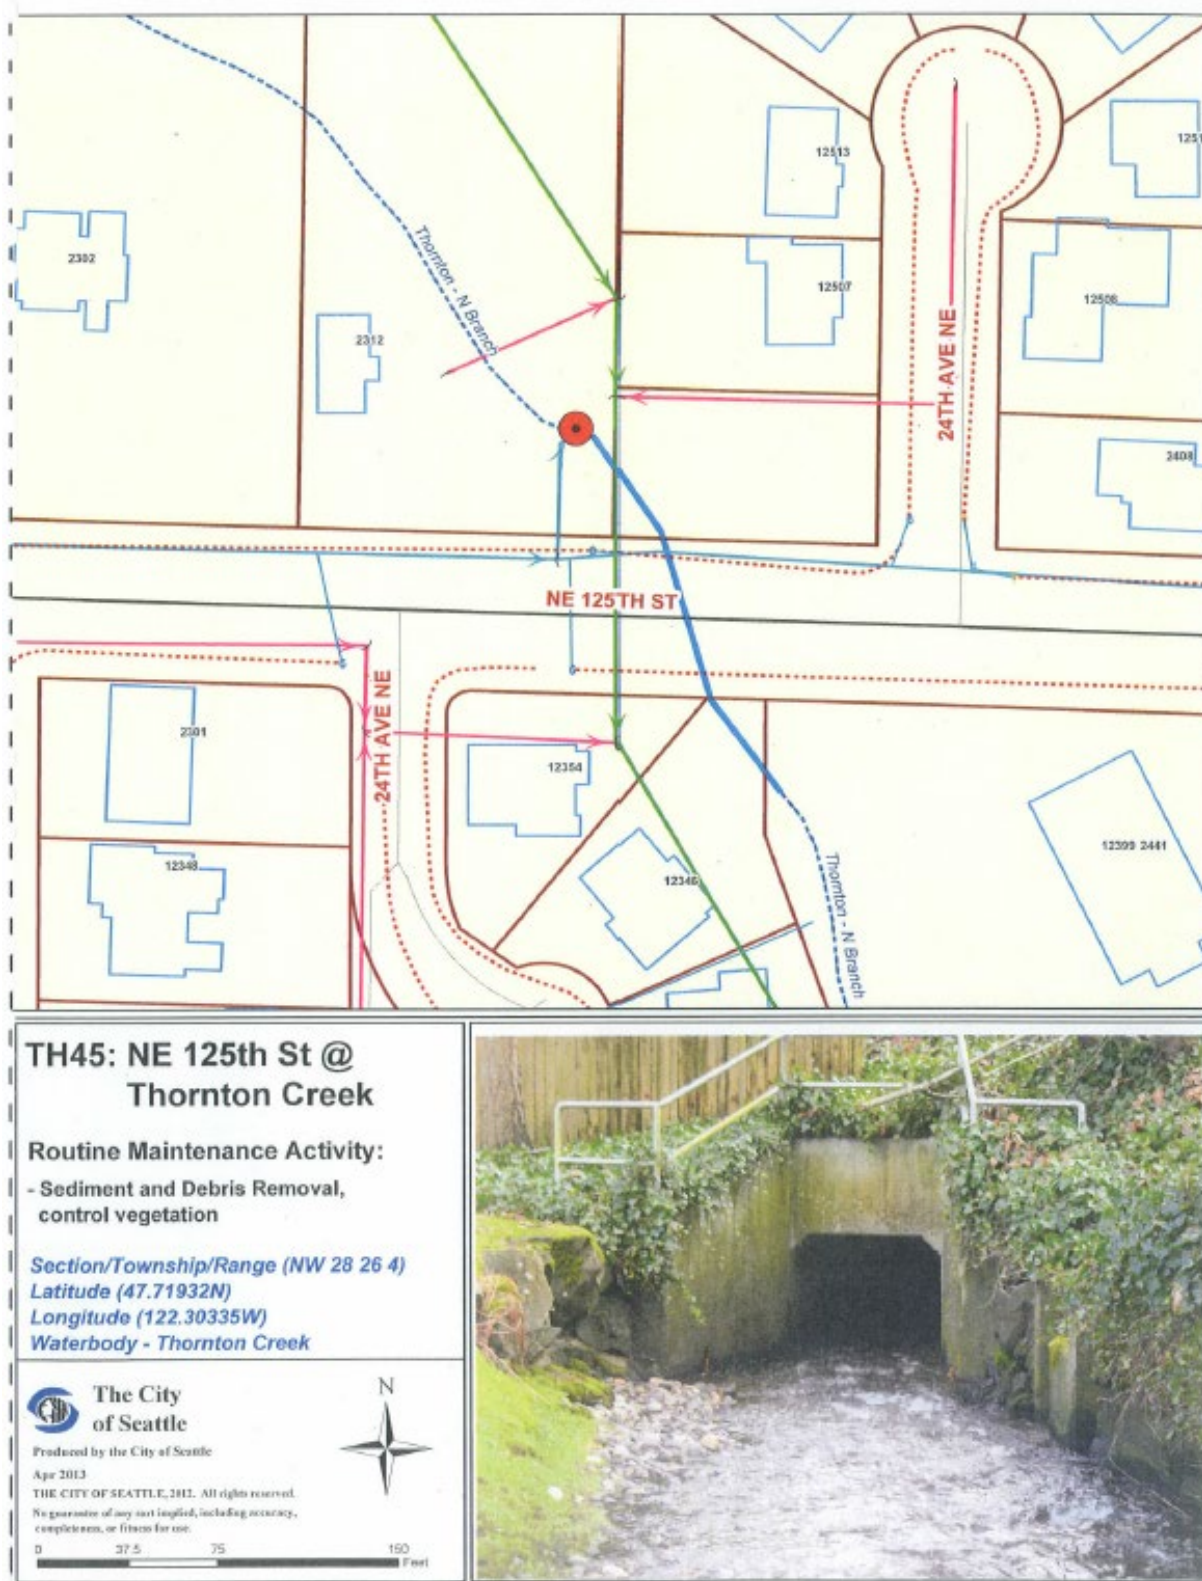 12513
2302
Thornton - N Branch
12507
12508
2312
24TH AVE NE
2408
NE 125TH ST
24TH AVE NE
2301
12354
12348
12346
12399 2441
Thornton - N Branch
TH45: NE 125th St @
Thornton Creek
Routine Maintenance Activity:
- Sediment and Debris Removal,
control vegetation
Section/Township/Range (NW 28 26 4)
Latitude (47.71932N)
Longitude (122.30335W)
Waterbody - Thornton Creek
The City
of Seattle
N
Produced by the City of Seattle
Apr 2013
THE CITY OF SEATTLE, 2012. All rights reserved.
No guarantee of any sort implied, including accuracy,
completeness, or fitness for use.
0 37.5 75 150
Feet